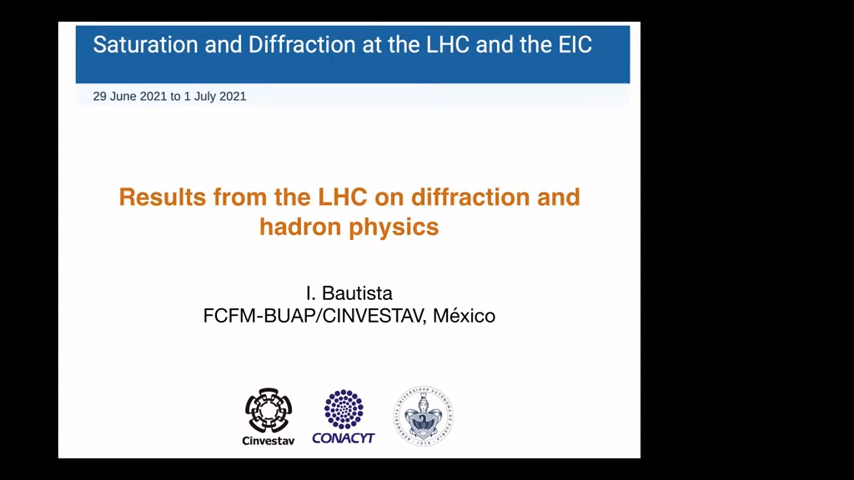 Saturation and Diffraction at the LHC and the EIC
29 June 2021 to 1 July 2021
Results from the LHC on diffraction and
hadron physics
I. Bautista
FCFM-BUAP/CINVESTAV, México
Cinvestav
CONACYT